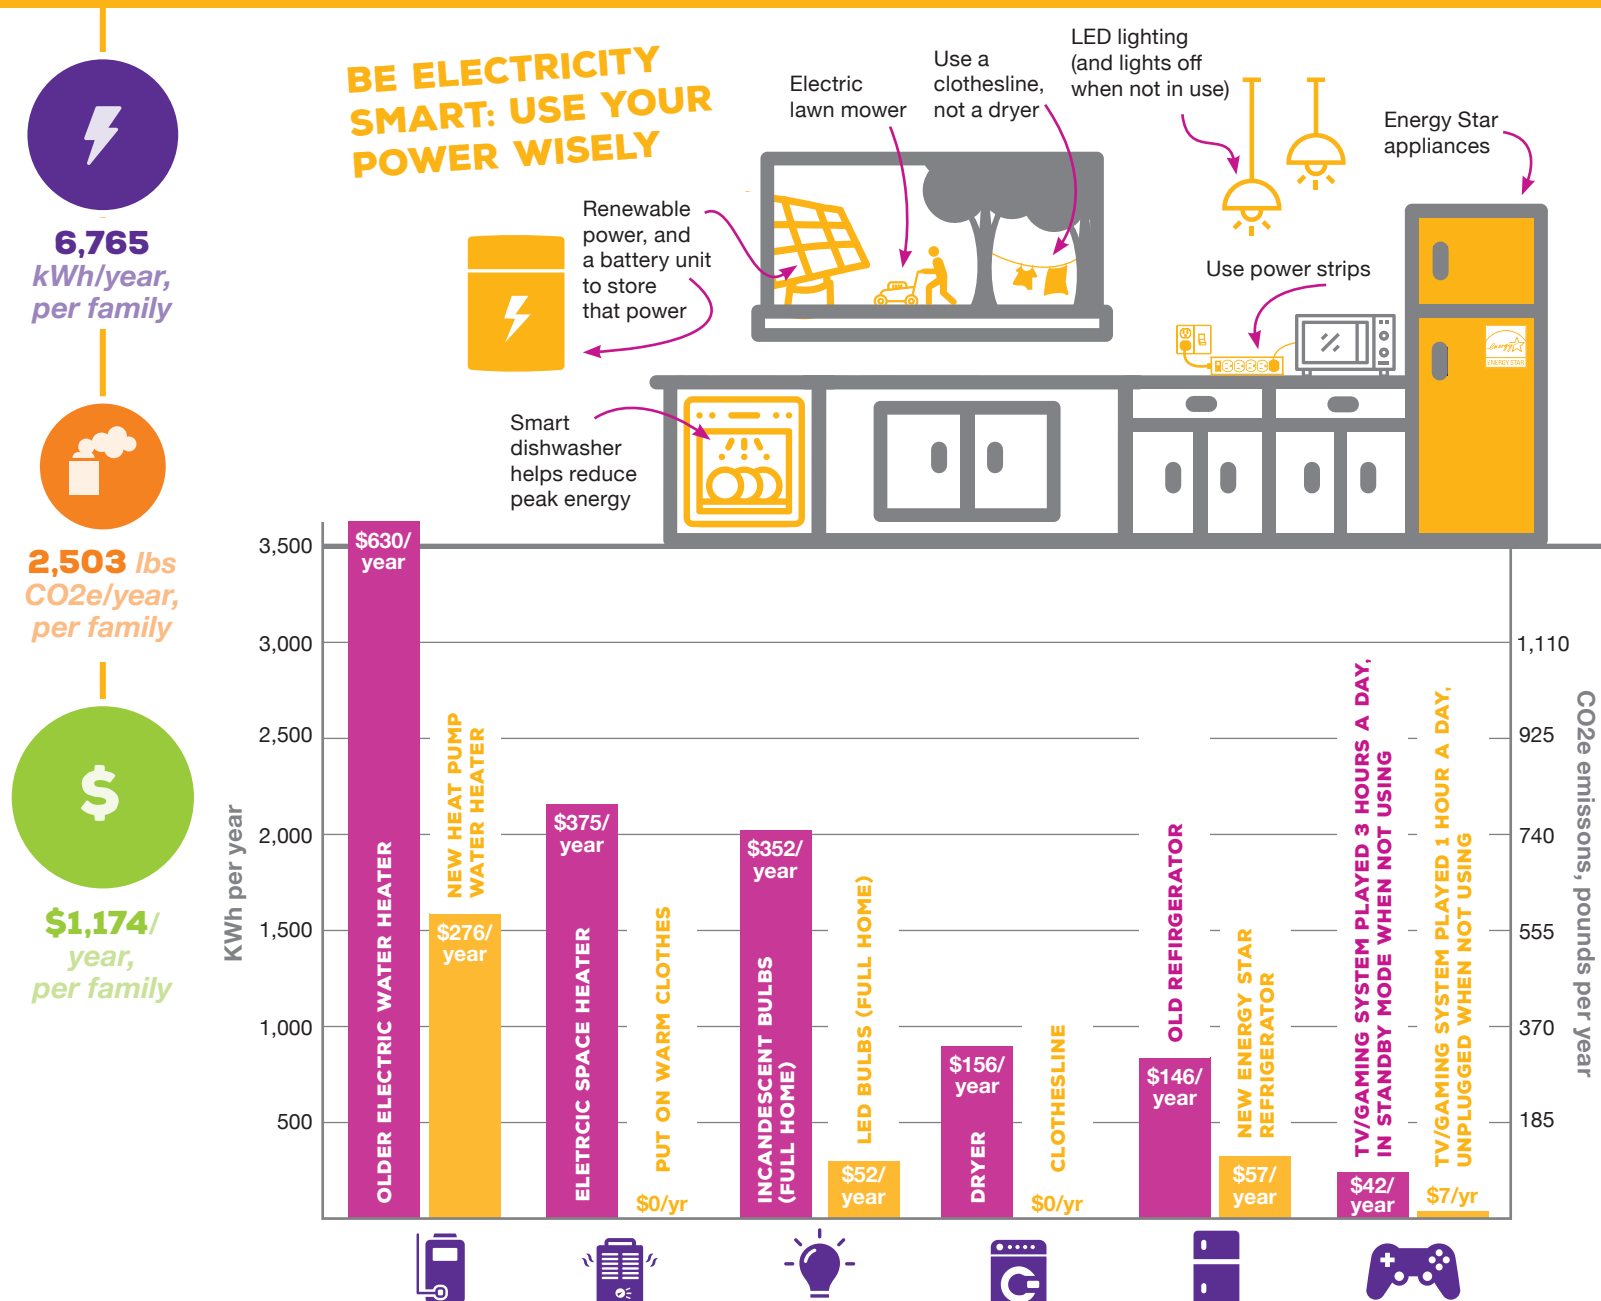 6,765
kWh/year,
per family
2,503 lbs
CO2e/year,
per family
$1,174/
year,
per family
BE ELECTRICITY
SMART: USE YOUR
POWER WISELY
Renewable
power, and
a battery unit
to store
that power
Electric
lawn mower
Use a
clothesline,
not a dryer
LED lighting
(and lights off
when not in use)
Energy Star
appliances
Use power strips
Smart
dishwasher
helps reduce
peak energy
energy
ENERGY STAR
KWh per year
3,500
3,000
2,500
2,000
1,500
1,000
500
$630/
year
OLDER ELECTRIC WATER HEATER
NEW HEAT PUMP
WATER HEATER
$276/
year
$375/
year
ELETRCIC SPACE HEATER
PUT ON WARM CLOTHES
$0/yr
$352/
year
INCANDESCENT BULBS
(FULL HOME)
LED BULBS (FULL HOME)
$52/
year
$156/
year
DRYER
CLOTHESLINE
$0/yr
OLD REFIRGERATOR
$146/
year
NEW ENERGY STAR
REFRIGERATOR
$57/
year
TV/GAMING SYSTEM PLAYED 3 HOURS A DAY,
IN STANDBY MODE WHEN NOT USING
$42/
year
TV/GAMING SYSTEM PLAYED 1 HOUR A DAY,
UNPLUGGED WHEN NOT USING
$7/yr
1,110
925
740
555
370
185
CO2e emissons, pounds per year